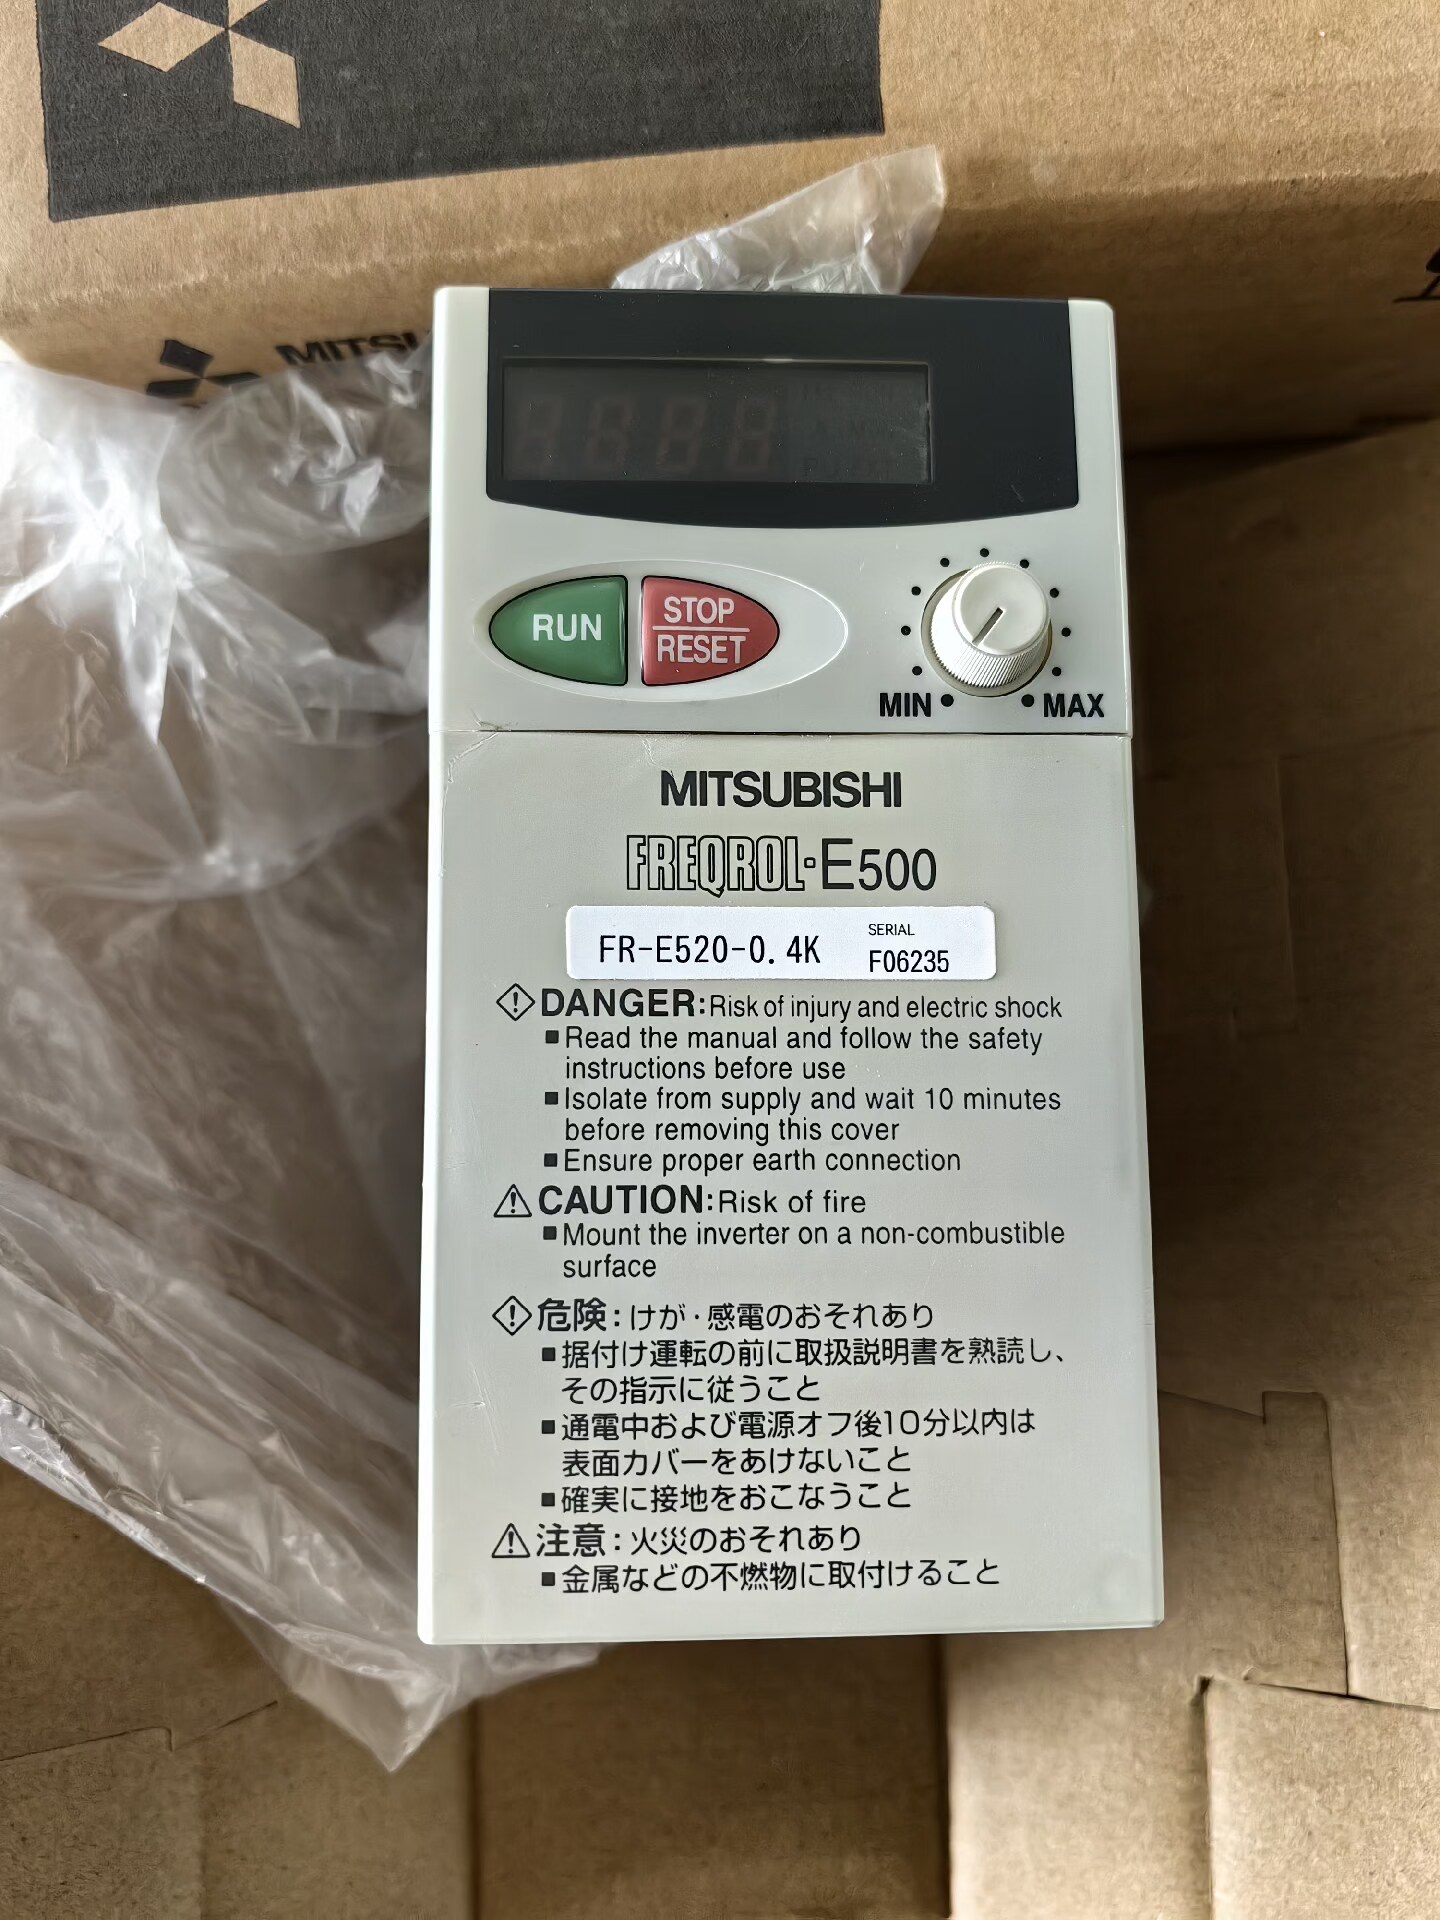 RUN
STOP
RESET
MIN
MAX
MITSUBISHI
FREQROL-E500
FR-E520-0.4K
SERIAL
F06235
DANGER:Risk of injury and electric shock
■Read the manual and follow the safety
instructions before use
■Isolate from supply and wait 10 minutes
before removing this cover
■Ensure proper earth connection
CAUTION:Risk of fire
■Mount the inverter on a non-combustible
surface
危険:けが・感電のおそれあり
■据付け運転の前に取扱説明書を熟読し、
その指示に従うこと
■通電中および電源オフ後10分以内は
表面カバーをあけないこと
■確実に接地をおこなうこと
注意:火災のおそれあり
■金属などの不燃物に取付けること